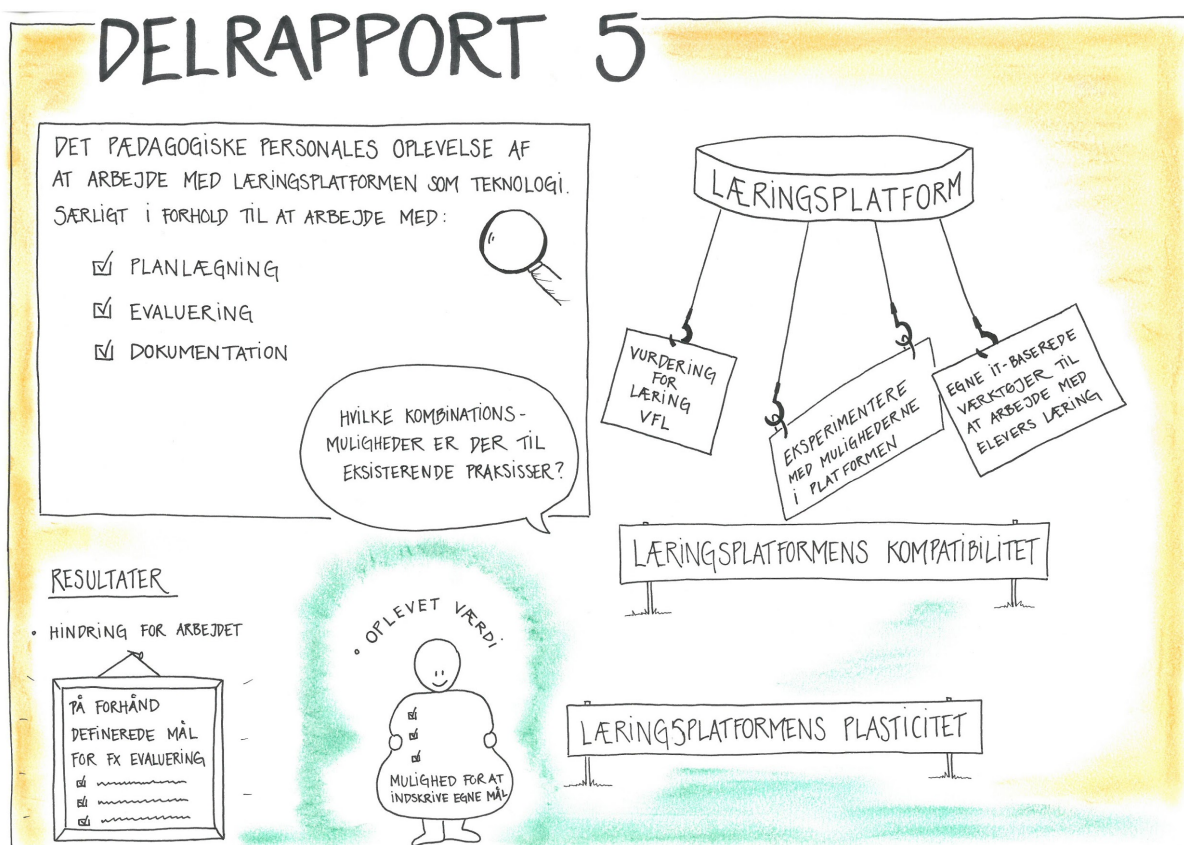 DELRAPPORT 5
DET PÆDAGOGISKE PERSONALES OPLEVELSE AF
AT ARBEJDE MED LÆRINGSPLATFORMEN SOM TEKNOLOGI.
SÆRLIGT I FORHOLD TIL AT ARBEJDE MED:
PLANLÆGNING
EVALUERING
DOKUMENTATION
HVILKE KOMBINATIONS-
MULIGHEDER ER DER TIL
EKSISTERENDE PRAKSISSER?
LÆRINGSPLATFORM
VURDERING
FOR
LÆRING
VFL
EKSPERIMENTERE
MED MULIGHEDERNE
I PLATFORMEN
EGNE IT-BASEREDE
VÆRKTØJER TIL
AT ARBEJDE MED
ELEVERS LÆRING
LÆRINGSPLATFORMENS KOMPATIBILITET
RESULTATER
• HINDRING FOR ARBEJDET
PÅ FORHÅND
DEFINEREDE MÅL
FOR FX EVALUERING
• OPLEVET VÆRDI
MULIGHED FOR AT
INDSKRIVE EGNE MÅL
LÆRINGSPLATFORMENS PLASTICITET